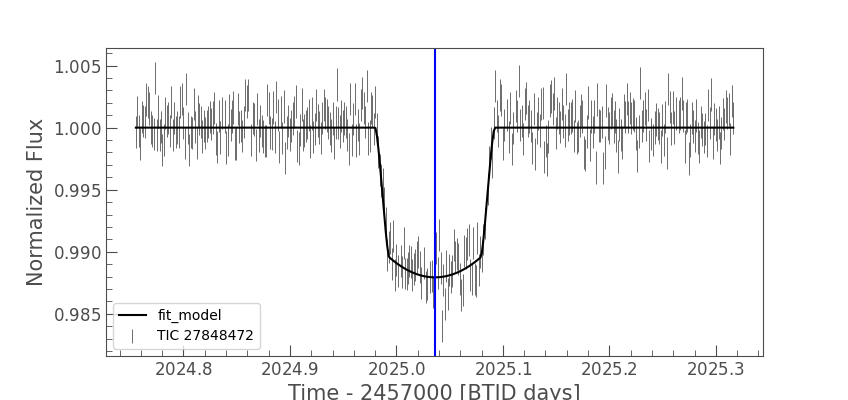 1.005
1.000
0.995
0.990
0.985
Normalized Flux
fit_model
TIC 27848472
2024.8 2024.9 2025.0 2025.1 2025.2 2025.3
Time - 2457000 [BTJD days]